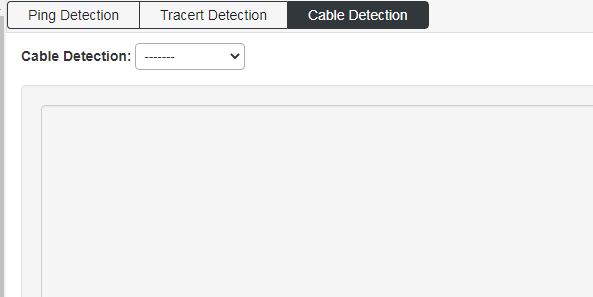 Ping Detection Tracert Detection Cable Detection
Cable Detection: -------